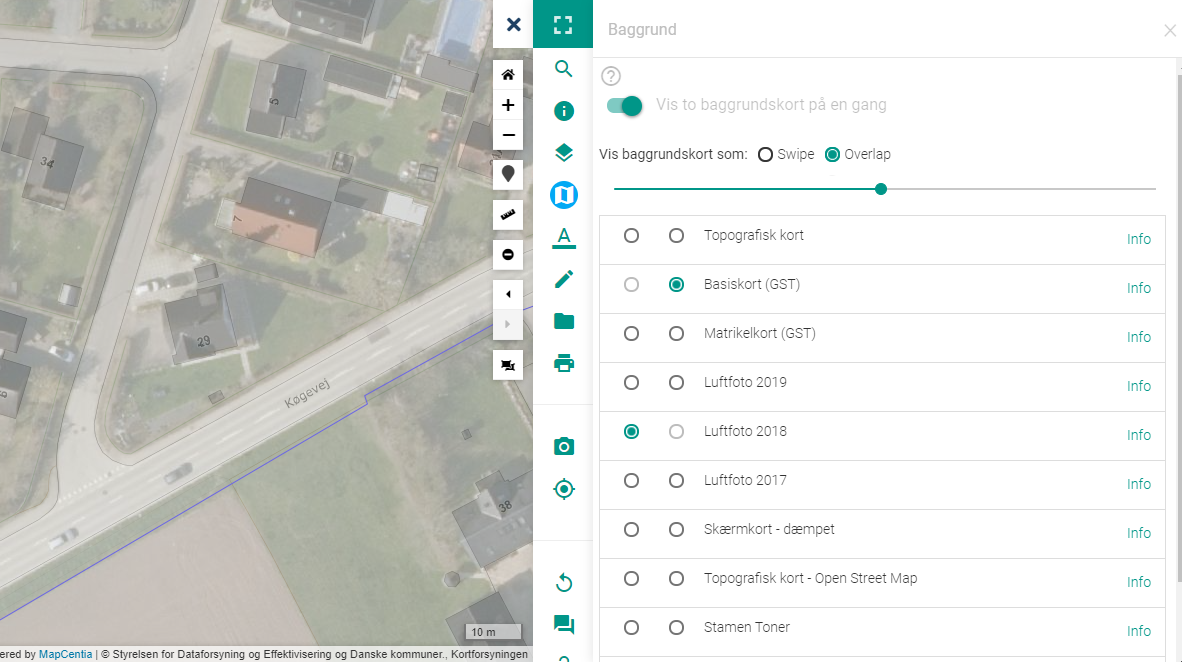 Baggrund
Vis to baggrundskort på en gang
Vis baggrundskort som: Swipe Overlap
Topografisk kort Info
Basiskort (GST) Info
Matrikelkort (GST) Info
Luftfoto 2019 Info
Luftfoto 2018 Info
Luftfoto 2017 Info
Skærmkort - dæmpet Info
Topografisk kort - Open Street Map Info
Stamen Toner Info
5
34
7
29
Køgevej
38
10 m
ered by MapCentia | © Styrelsen for Dataforsyning og Effektivisering og Danske kommuner., Kortforsyningen